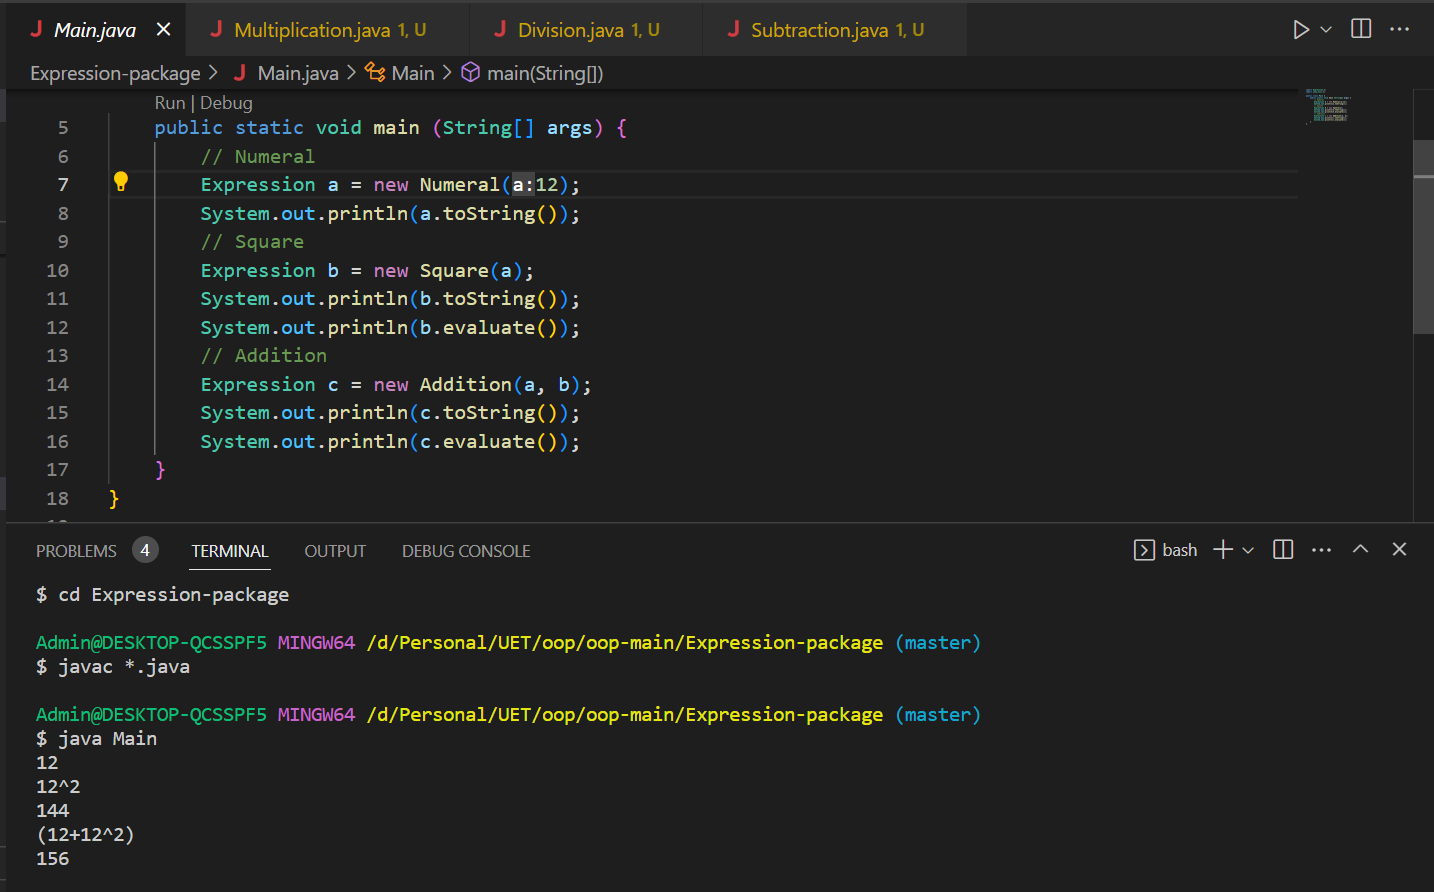 Main.java Multiplication.java 1, U Division.java 1, U Subtraction.java 1, U
Expression-package > Main.java > Main > main(String[])
Run | Debug
5 public static void main (String[] args) {
6 // Numeral
7 Expression a = new Numeral(a:12);
8 System.out.println(a.toString());
9 // Square
10 Expression b = new Square(a);
11 System.out.println(b.toString());
12 System.out.println(b.evaluate());
13 // Addition
14 Expression c = new Addition(a, b);
15 System.out.println(c.toString());
16 System.out.println(c.evaluate());
17 }
18 }
PROBLEMS 4 TERMINAL OUTPUT DEBUG CONSOLE bash
$ cd Expression-package
Admin@DESKTOP-QCSSPF5 MINGW64 /d/Personal/UET/oop/oop-main/Expression-package (master)
$ javac *.java
Admin@DESKTOP-QCSSPF5 MINGW64 /d/Personal/UET/oop/oop-main/Expression-package (master)
$ java Main
12
12^2
144
(12+12^2)
156